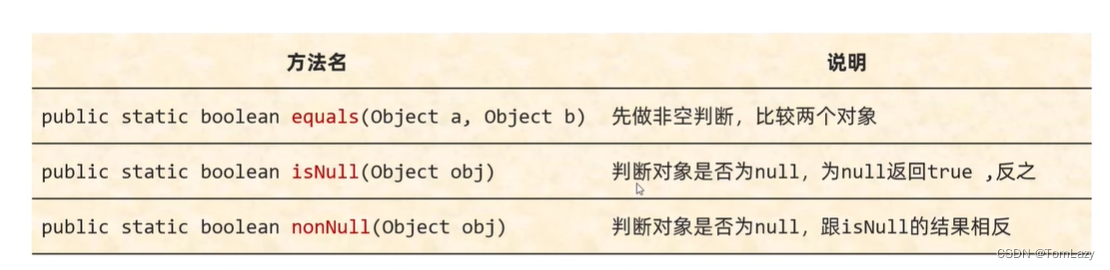 方法名 说明
public static boolean equals(Object a, Object b) 先做非空判断，比较两个对象
public static boolean isNull(Object obj) 判断对象是否为null，为null返回true ,反之
public static boolean nonNull(Object obj) 判断对象是否为null，跟isNull的结果相反
CSDN @TomLazy